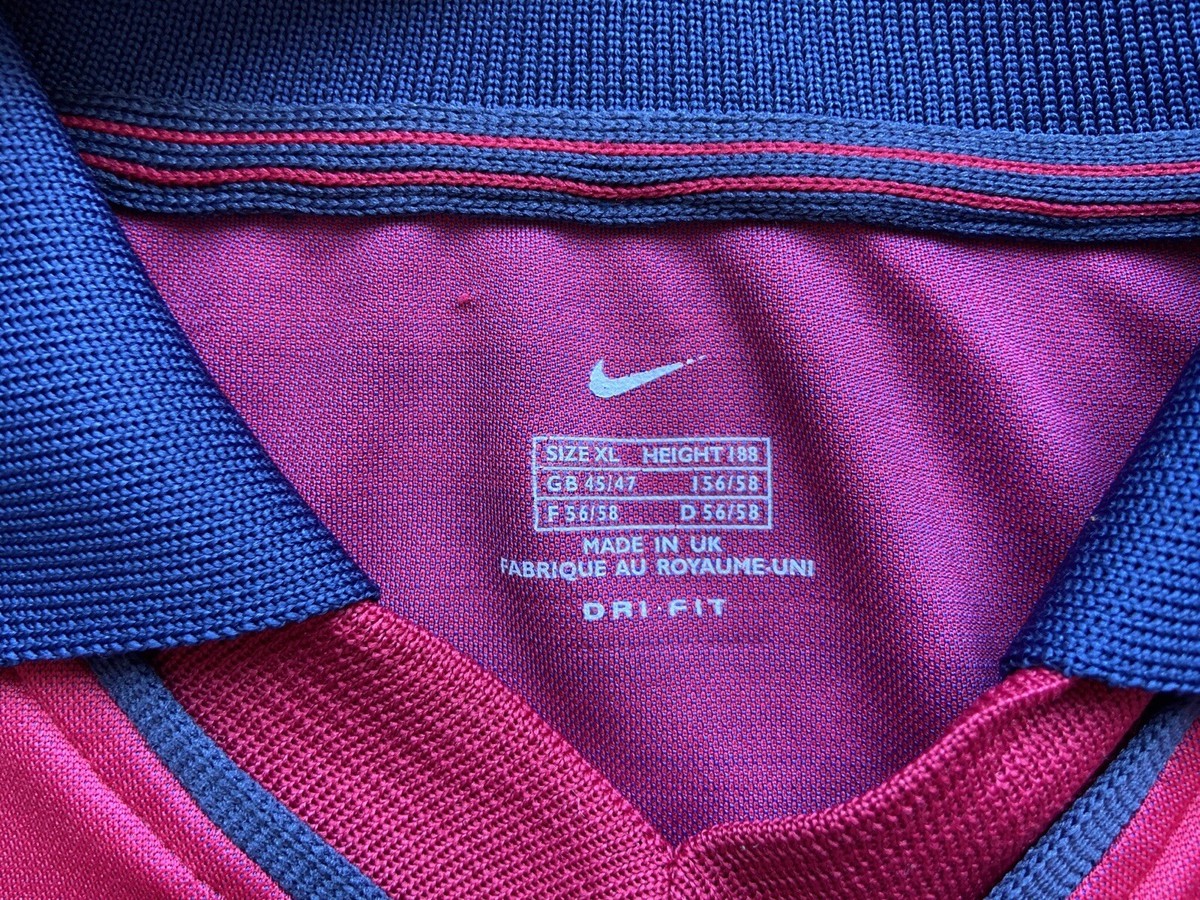 SIZE XL HEIGHT 188
GB 45/47 I 56/58
F 56/58 D 56/58
MADE IN UK
FABRIQUE AU ROYAUME-UNI
DRI-FIT